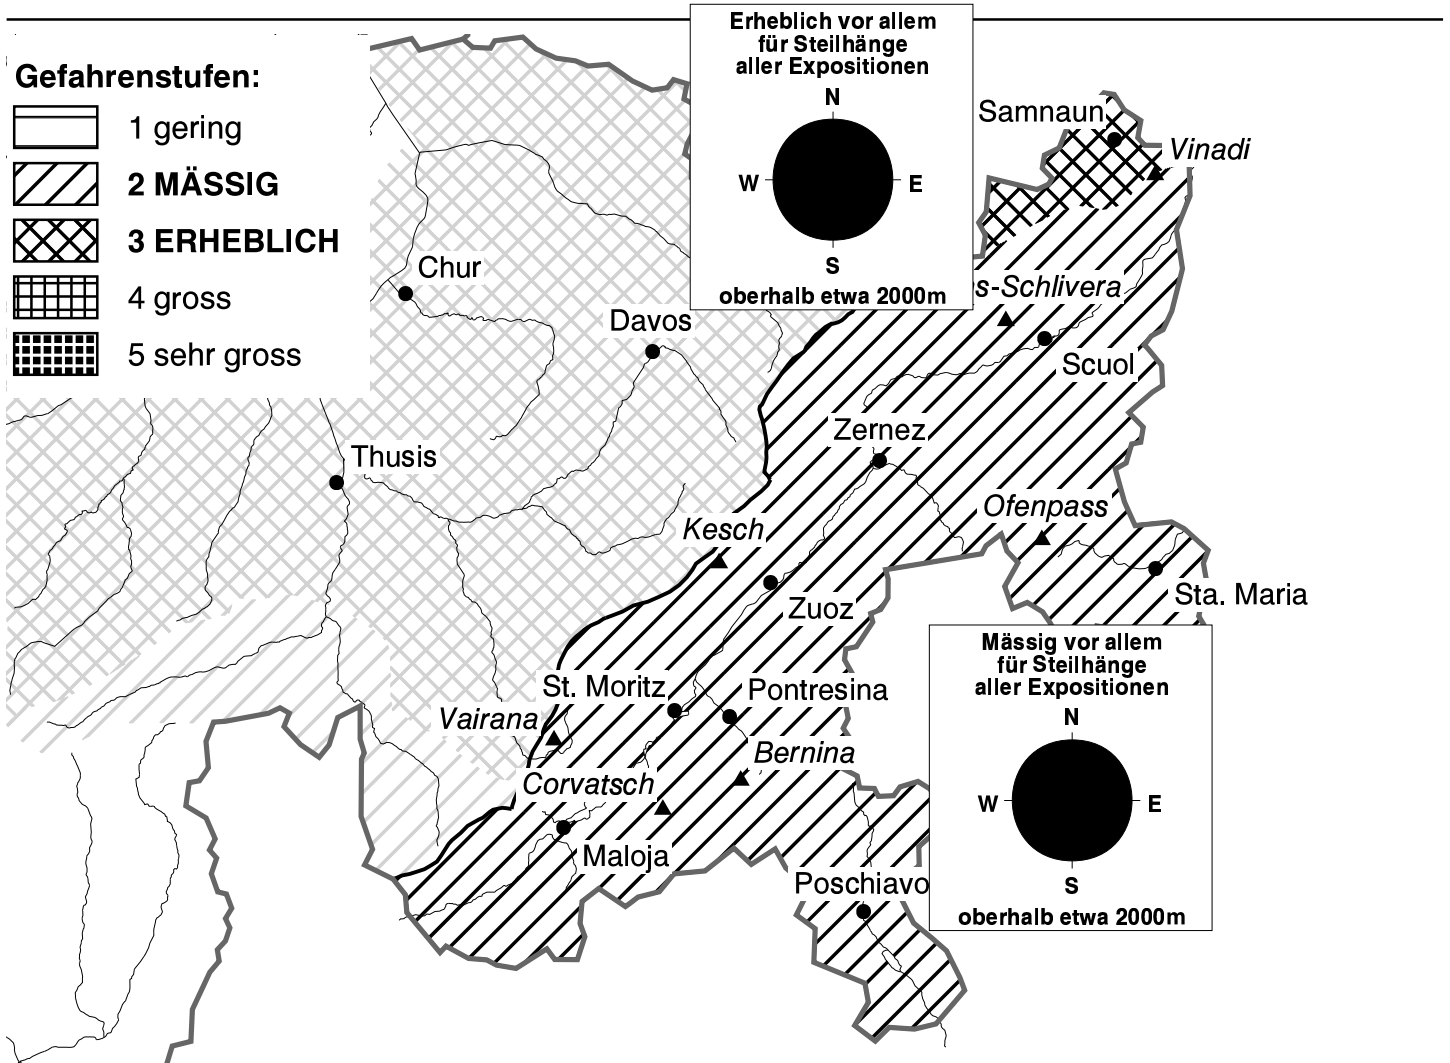 Gefahrenstufen:
1 gering
2 MÄSSIG
3 ERHEBLICH
4 gross
5 sehr gross
Erheblich vor allem
für Steilhänge
aller Expositionen
N
W E
S
oberhalb etwa 2000m
Samnaun
Vinadi
Chur
s-Schlivera
Davos
Scuol
Zernez
Thusis
Ofenpass
Kesch
Sta. Maria
Zuoz
St. Moritz
Pontresina
Vairana
Bernina
Corvatsch
Maloja
Poschiavo
Mässig vor allem
für Steilhänge
aller Expositionen
N
W E
S
oberhalb etwa 2000m